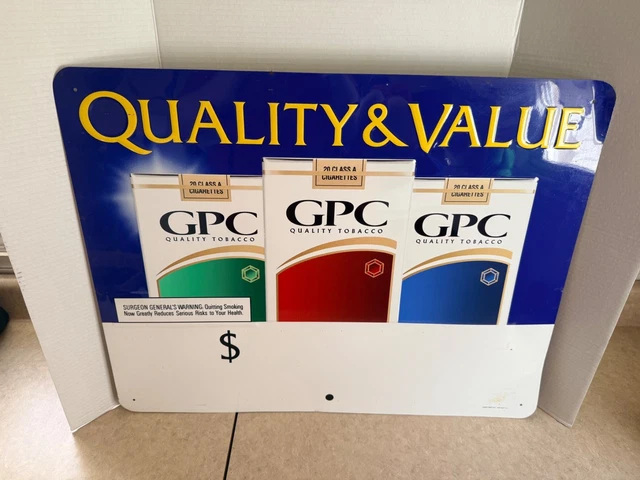 QUALITY & VALUE
20 CLASS A
CIGARETTES
GPC
QUALITY TOBACCO
20 CLASS A
CIGARETTES
GPC
QUALITY TOBACCO
20 CLASS A
CIGARETTES
GPC
QUALITY TOBACCO
SURGEON GENERAL'S WARNING: Quitting Smoking
Now Greatly Reduces Serious Risks to Your Health.
$